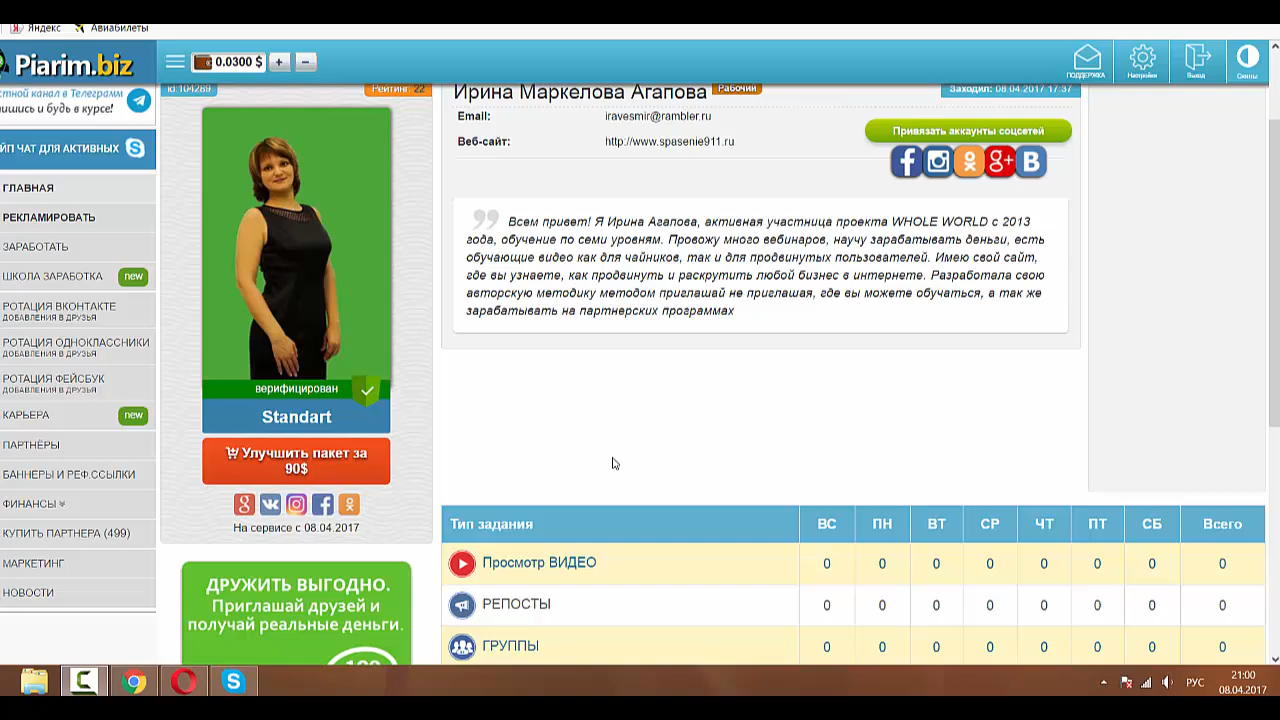 Яндекс Авиабилеты
Piarim.biz
0.0300 $ + −
ПОДДЕРЖКА Настройки Выход Скины
стной канал в Телеграмм
пишись и будь в курсе!
ЙП ЧАТ ДЛЯ АКТИВНЫХ
ГЛАВНАЯ
РЕКЛАМИРОВАТЬ
ЗАРАБОТАТЬ
ШКОЛА ЗАРАБОТКА new
РОТАЦИЯ ВКОНТАКТЕ
ДОБАВЛЕНИЯ В ДРУЗЬЯ
РОТАЦИЯ ОДНОКЛАССНИКИ
ДОБАВЛЕНИЯ В ДРУЗЬЯ
РОТАЦИЯ ФЕЙСБУК
ДОБАВЛЕНИЯ В ДРУЗЬЯ
КАРЬЕРА new
ПАРТНЁРЫ
БАННЕРЫ И РЕФ.ССЫЛКИ
ФИНАНСЫ
КУПИТЬ ПАРТНЕРА (499)
МАРКЕТИНГ
НОВОСТИ
id:104289 Рейтинг: 22
верифицирован
Standart
Улучшить пакет за
90$
На сервисе с 08.04.2017
ДРУЖИТЬ ВЫГОДНО.
Приглашай друзей и
получай реальные деньги.
Ирина Маркелова Агапова Рабочий Заходил: 08 04 2017 17:37
Email: iravesmir@rambler.ru
Веб-сайт: http://www.spasenie911.ru
Привязать аккаунты соцсетей
Всем привет! Я Ирина Агапова, активная участница проекта WHOLE WORLD с 2013
года, обучение по семи уровням. Провожу много вебинаров, научу зарабатывать деньги, есть
обучающие видео как для чайников, так и для продвинутых пользователей. Имею свой сайт,
где вы узнаете, как продвинуть и раскрутить любой бизнес в интернете. Разработала свою
авторскую методику методом приглашай не приглашая, где вы можете обучаться, а так же
зарабатывать на партнерских программах
Тип задания ВС ПН ВТ СР ЧТ ПТ СБ Всего
Просмотр ВИДЕО 0 0 0 0 0 0 0 0
РЕПОСТЫ 0 0 0 0 0 0 0 0
ГРУППЫ 0 0 0 0 0 0 0 0
РУС
21:00
08.04.2017